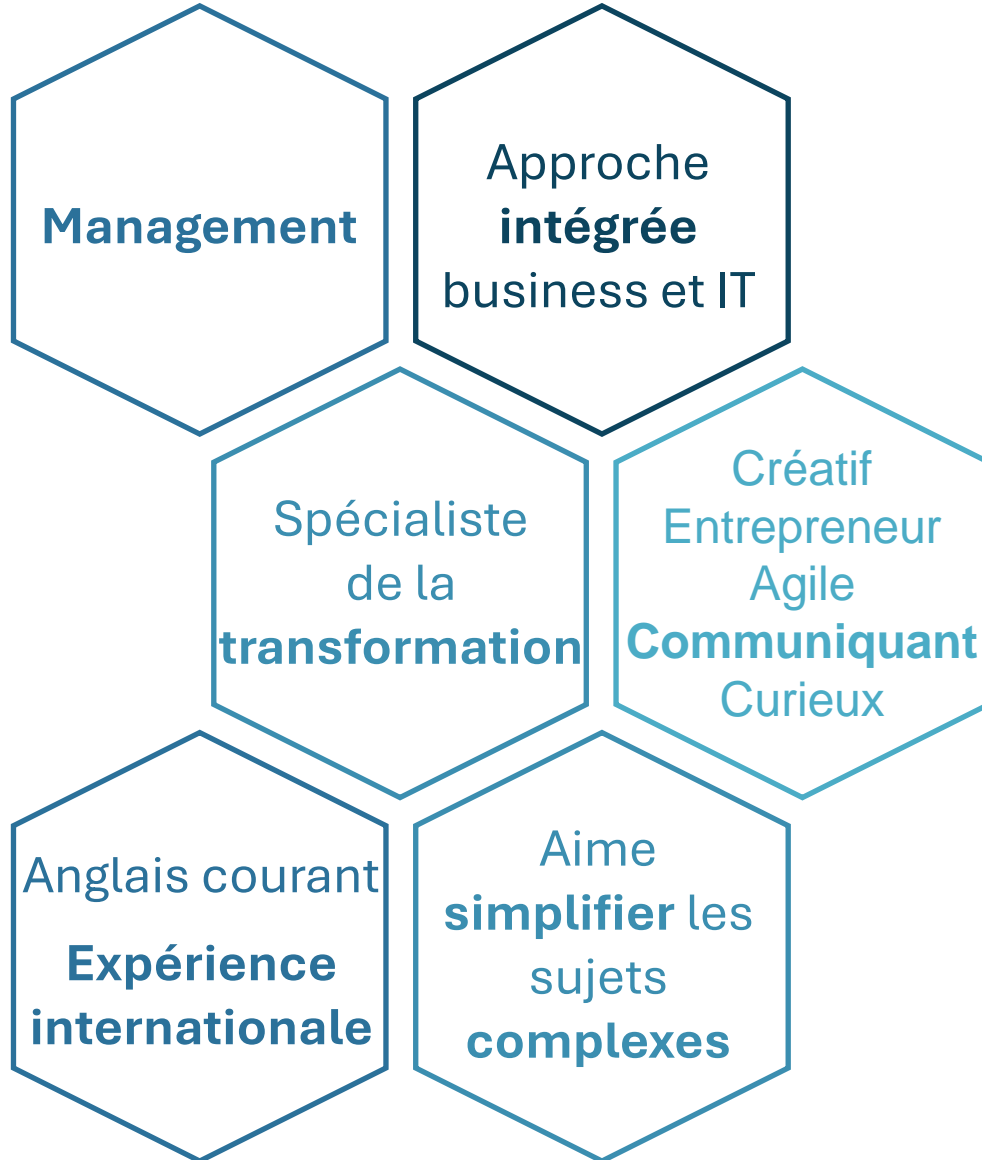 Management
Approche
intégrée
business et IT
Spécialiste
de la
transformation
Créatif
Entrepreneur
Agile
Communiquant
Curieux
Anglais courant
Expérience
internationale
Aime
simplifier les
sujets
complexes